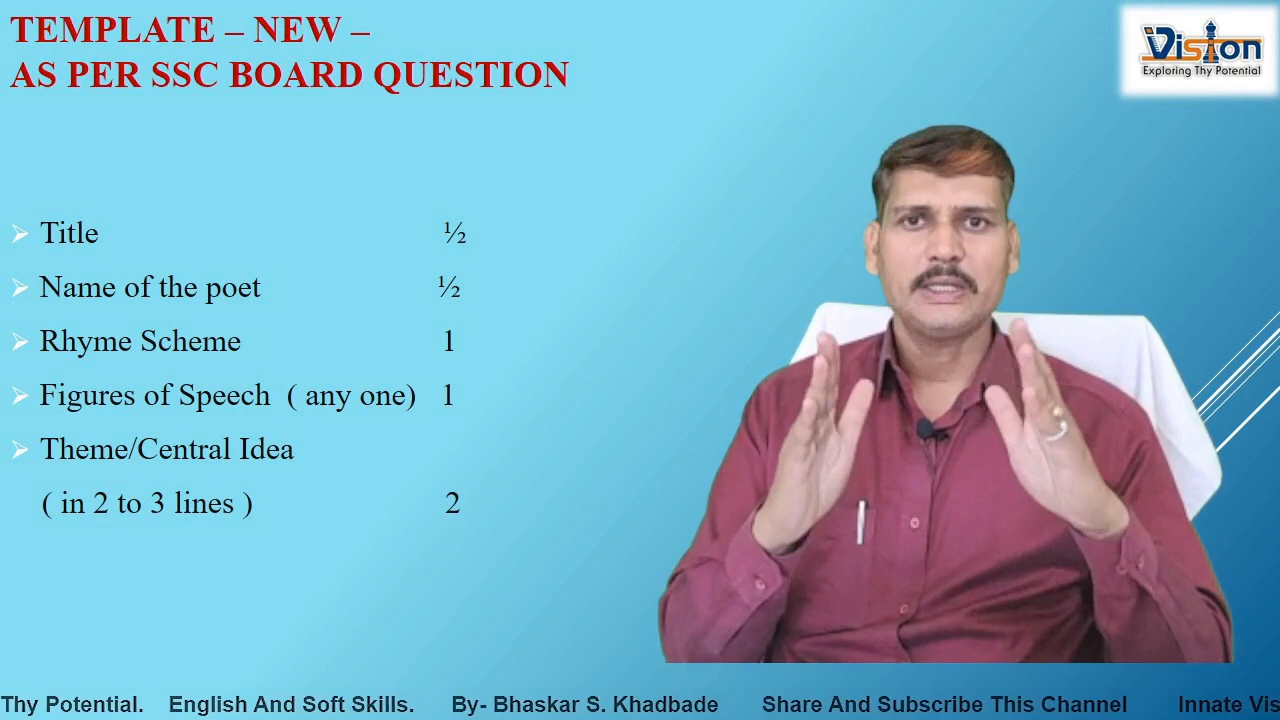 TEMPLATE – NEW –
AS PER SSC BOARD QUESTION
Vision
Exploring Thy Potential
Title ½
Name of the poet ½
Rhyme Scheme 1
Figures of Speech ( any one) 1
Theme/Central Idea
( in 2 to 3 lines ) 2
Thy Potential. English And Soft Skills. By- Bhaskar S. Khadbade Share And Subscribe This Channel Innate Vis